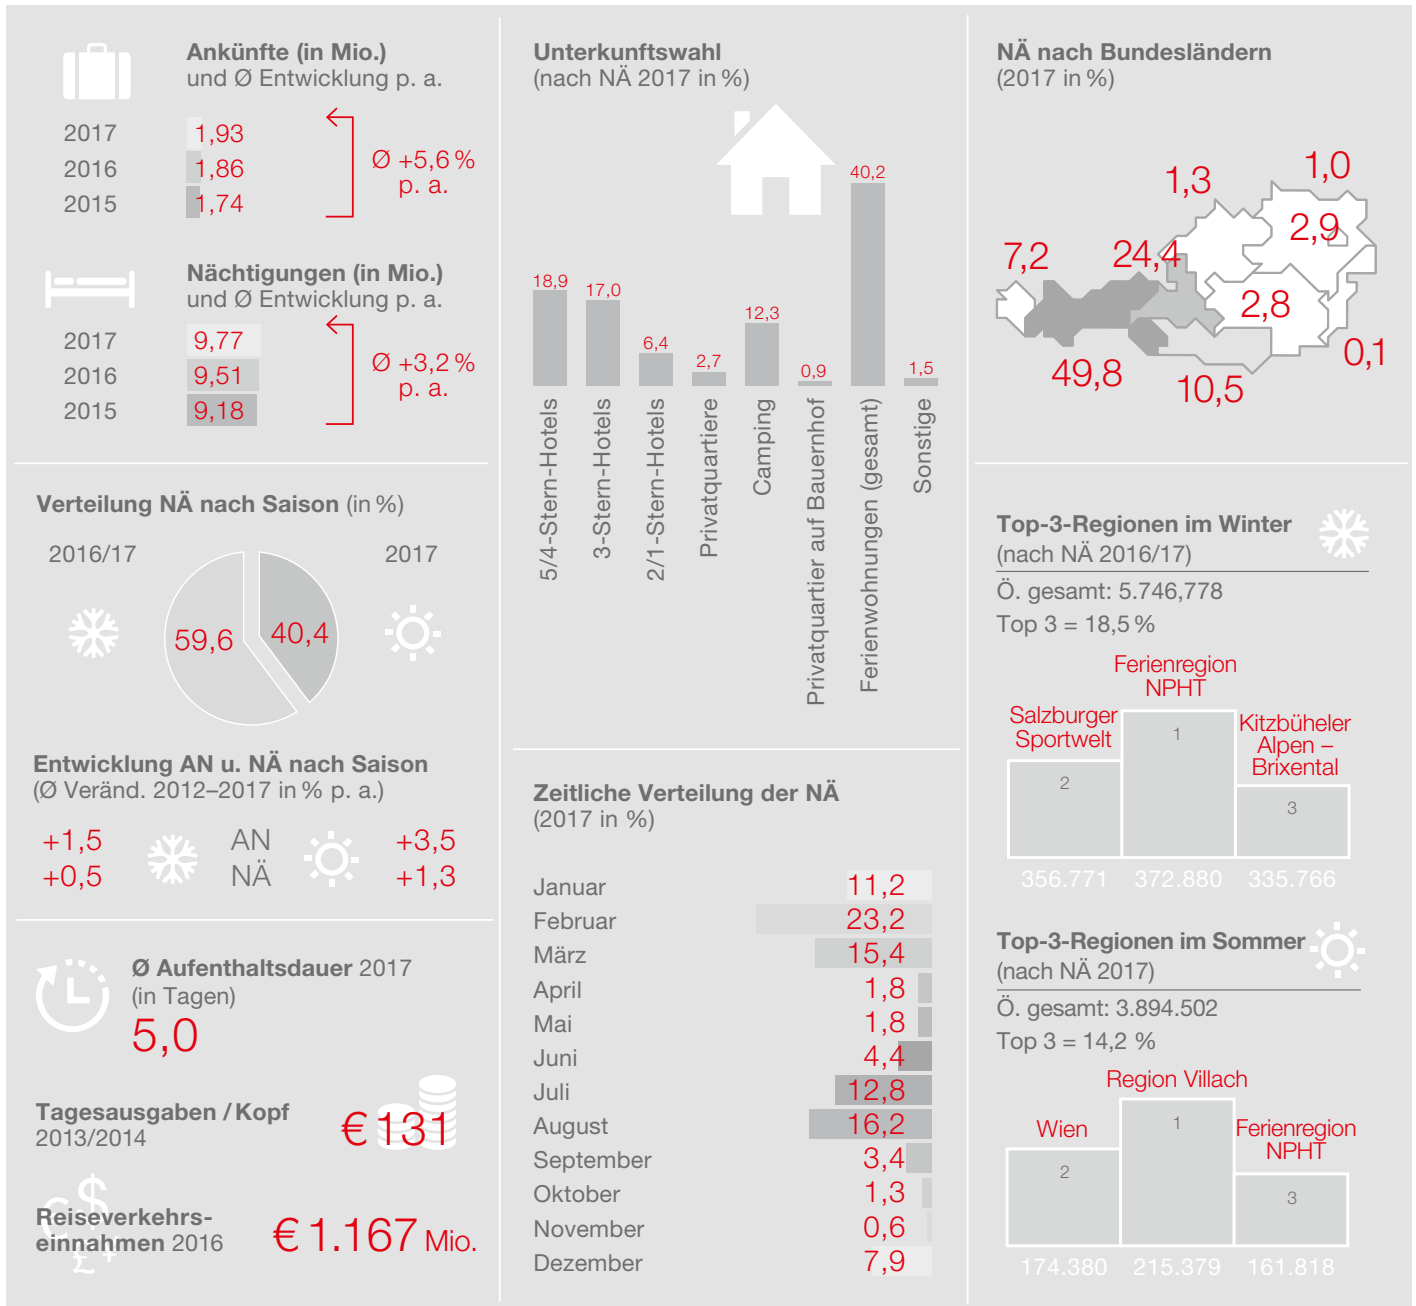 Ankünfte (in Mio.)
und Ø Entwicklung p. a.
2017 1,93
2016 1,86
2015 1,74
Ø +5,6 %
p. a.
Nächtigungen (in Mio.)
und Ø Entwicklung p. a.
2017 9,77
2016 9,51
2015 9,18
Ø +3,2 %
p. a.
Verteilung NÄ nach Saison (in %)
2016/17 2017
59,6 40,4
Entwicklung AN u. NÄ nach Saison
(Ø Veränd. 2012–2017 in % p. a.)
+1,5 AN +3,5
+0,5 NÄ +1,3
Ø Aufenthaltsdauer 2017
(in Tagen)
5,0
Tagesausgaben / Kopf
2013/2014
€ 131
Reiseverkehrs-
einnahmen 2016
€ 1.167 Mio.
Unterkunftswahl
(nach NÄ 2017 in %)
18,9
17,0
6,4
2,7
12,3
0,9
40,2
1,5
5/4-Stern-Hotels
3-Stern-Hotels
2/1-Stern-Hotels
Privatquartiere
Camping
Privatquartier auf Bauernhof
Ferienwohnungen (gesamt)
Sonstige
Zeitliche Verteilung der NÄ
(2017 in %)
Januar 11,2
Februar 23,2
März 15,4
April 1,8
Mai 1,8
Juni 4,4
Juli 12,8
August 16,2
September 3,4
Oktober 1,3
November 0,6
Dezember 7,9
NÄ nach Bundesländern
(2017 in %)
1,0
1,3
2,9
7,2
24,4
2,8
0,1
49,8
10,5
Top-3-Regionen im Winter
(nach NÄ 2016/17)
Ö. gesamt: 5.746,778
Top 3 = 18,5 %
Ferienregion
NPHT
Salzburger
Sportwelt
Kitzbüheler
Alpen –
Brixental
1
2
3
356.771 372.880 335.766
Top-3-Regionen im Sommer
(nach NÄ 2017)
Ö. gesamt: 3.894.502
Top 3 = 14,2 %
Region Villach
Wien
Ferienregion
NPHT
1
2
3
174.380 215.379 161.818